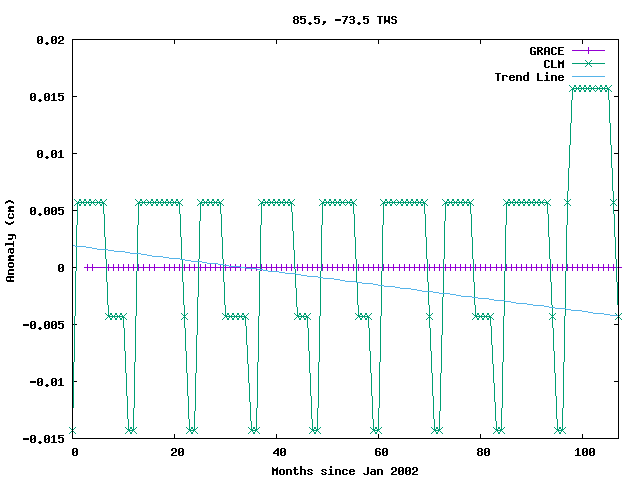 85.5, -73.5 TWS
GRACE
CLM
Trend Line
0.02
0.015
0.01
0.005
0
-0.005
-0.01
-0.015
Anomaly (cm)
0 20 40 60 80 100
Months since Jan 2002